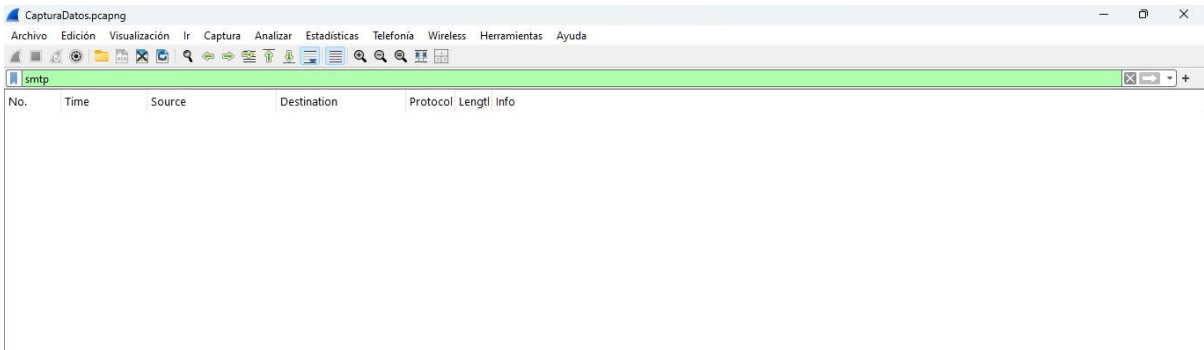 CapturaDatos.pcapng
Archivo Edición Visualización Ir Captura Analizar Estadísticas Telefonía Wireless Herramientas Ayuda
smtp
No. Time Source Destination Protocol Lengtl Info